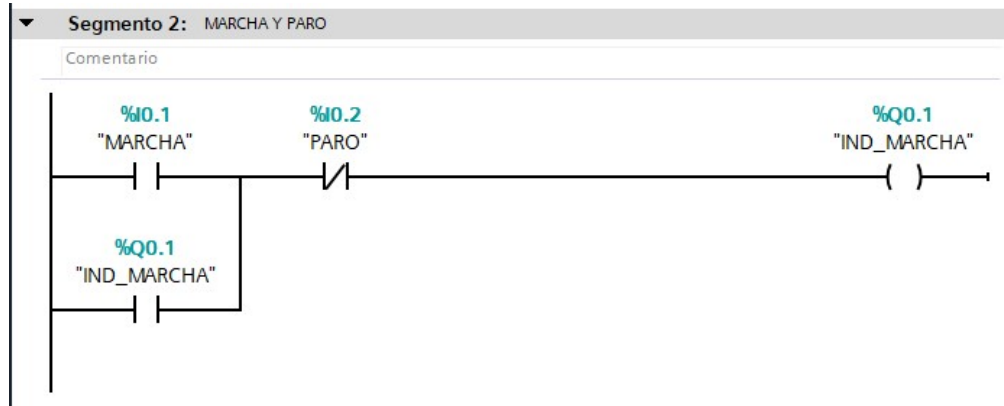 Segmento 2: MARCHA Y PARO
Comentario
%I0.1 %I0.2 %Q0.1
"MARCHA" "PARO" "IND_MARCHA"
%Q0.1
"IND_MARCHA"